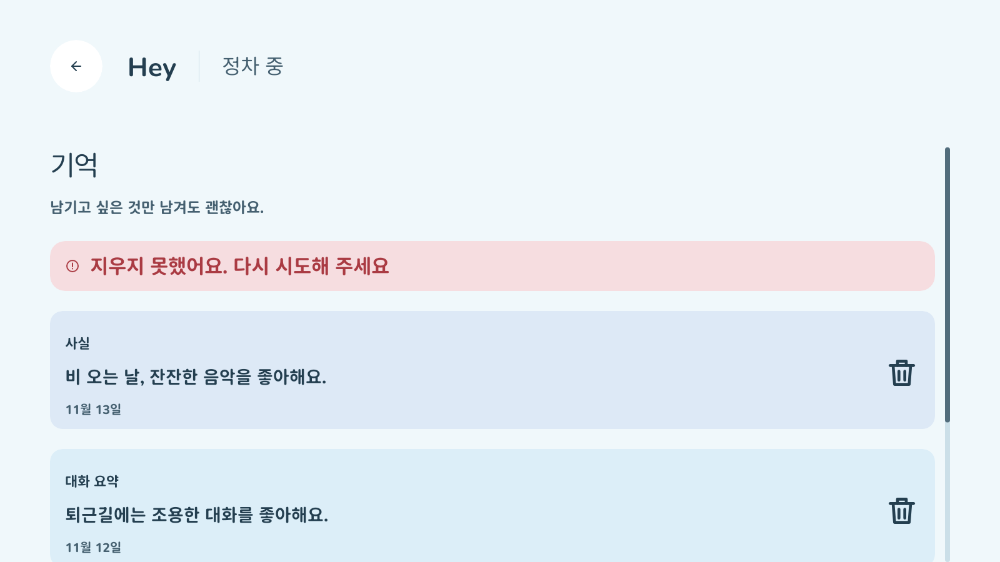 Hey
정차 중
기억
남기고 싶은 것만 남겨도 괜찮아요.
지우지 못했어요. 다시 시도해 주세요
사실
비 오는 날, 잔잔한 음악을 좋아해요.
11월 13일
대화 요약
퇴근길에는 조용한 대화를 좋아해요.
11월 12일